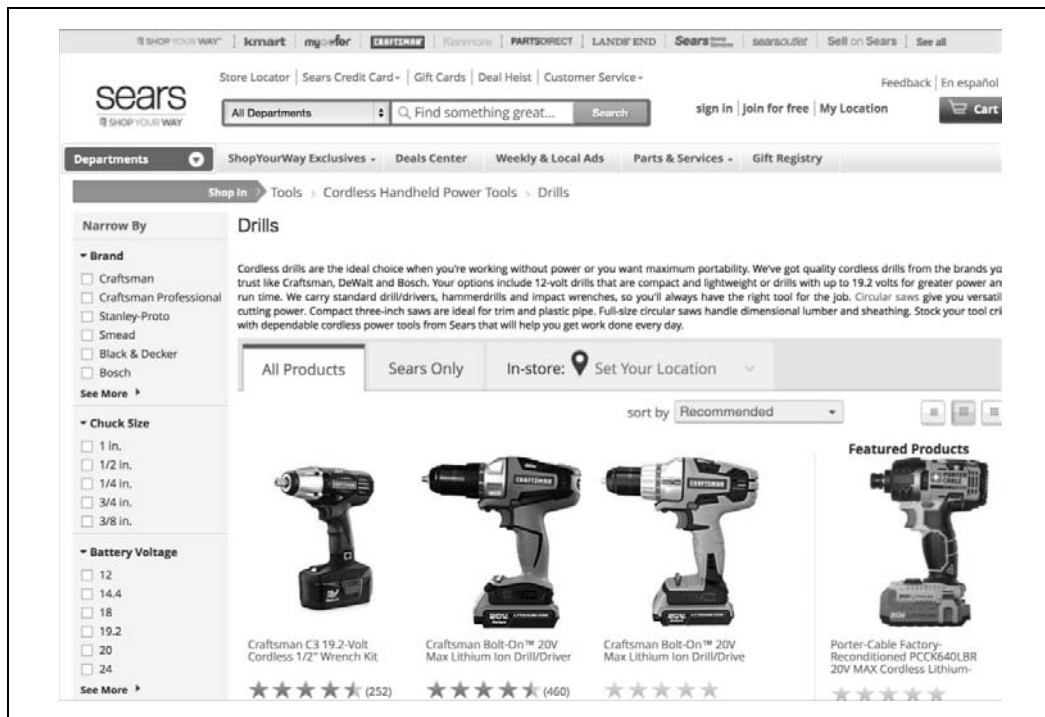 SHOP YOUR WAY kmart CRAFTSMAN Kenmore PARTSDIRECT LANDS' END Sears Home Services searsoutlet Sell on Sears See all
Store Locator Sears Credit Card Gift Cards Deal Heist Customer Service
Feedback En español
sears
SHOP YOUR WAY
All Departments Find something great... Search
sign in Join for free My Location Cart
Departments ShopYourWay Exclusives Deals Center Weekly & Local Ads Parts & Services Gift Registry
Shop In Tools > Cordless Handheld Power Tools > Drills
Narrow By
Brand
Craftsman
Craftsman Professional
Stanley-Proto
Smead
Black & Decker
Bosch
See More
Chuck Size
1 in.
1/2 in.
1/4 in.
3/4 in.
3/8 in.
Battery Voltage
12
14.4
18
19.2
20
24
See More
Drills
Cordless drills are the ideal choice when you're working without power or you want maximum portability. We've got quality cordless drills from the brands yo
trust like Craftsman, DeWalt and Bosch. Your options include 12-volt drills that are compact and lightweight or drills with up to 19.2 volts for greater power an
run time. We carry standard drill/drivers, hammerdrills and impact wrenches, so you'll always have the right tool for the job. Circular saws give you versatil
cutting power. Compact three-inch saws are ideal for trim and plastic pipe. Full-size circular saws handle dimensional lumber and sheathing. Stock your tool cri
with dependable cordless power tools from Sears that will help you get work done every day.
All Products Sears Only In-store: Set Your Location
sort by Recommended
Featured Products
CRAFTSMAN
CRAFTSMAN
PORTER CABLE
20V
20V
20V
Craftsman C3 19.2-Volt
Cordless 1/2" Wrench Kit
(252)
Craftsman Bolt-On™ 20V
Max Lithium Ion Drill/Driver
(460)
Craftsman Bolt-On™ 20V
Max Lithium Ion Drill/Drive
Porter-Cable Factory-
Reconditioned PCCK640LBR
20V MAX Cordless Lithium-